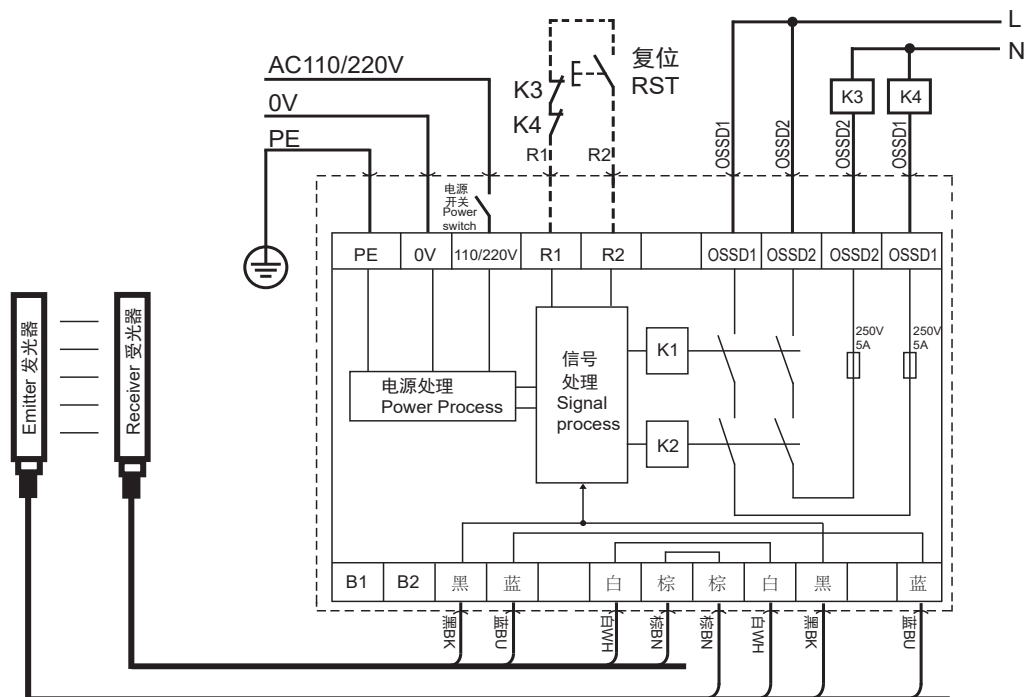 L
N
AC110/220V
0V
PE
K3
K4
复位
RST
R1
R2
OSSD1
OSSD2
K3
K4
OSSD2
OSSD1
电源
开关
Power
switch
PE
0V
110/220V
R1
R2
OSSD1
OSSD2
OSSD2
OSSD1
Emitter 发光器
Receiver 受光器
电源处理
Power Process
信号
处理
Signal
process
K1
K2
250V
5A
250V
5A
B1
B2
黑
蓝
白
棕
棕
白
黑
蓝
黑BK
蓝BU
白WH
棕BN
棕BN
白WH
黑BK
蓝BU